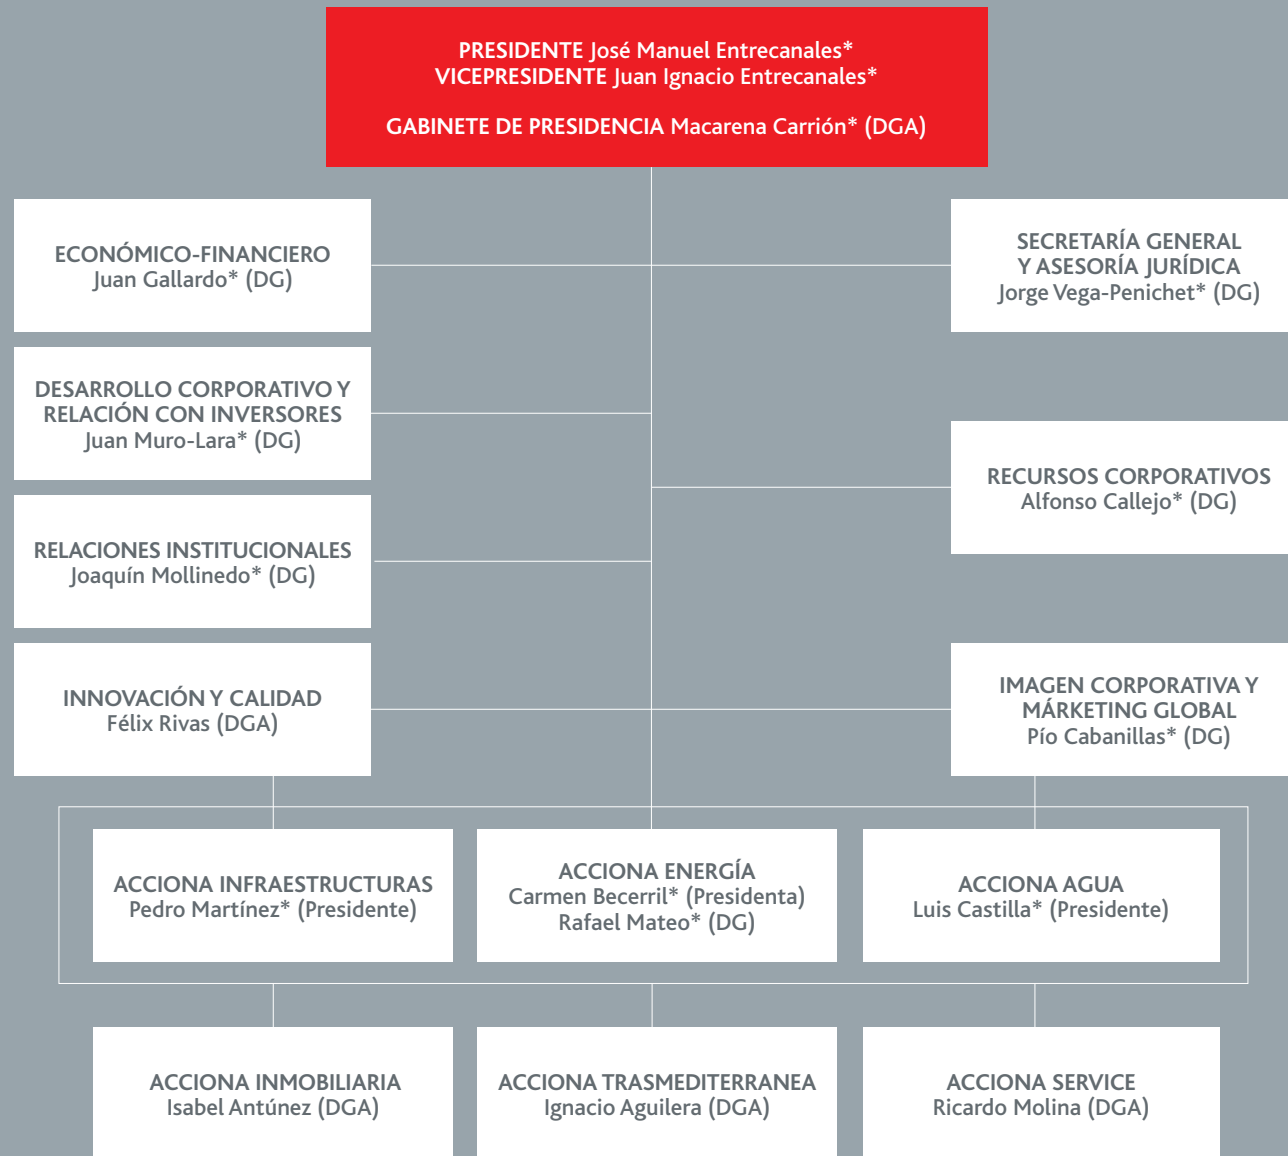 PRESIDENTE José Manuel Entrecanales*
VICEPRESIDENTE Juan Ignacio Entrecanales*
GABINETE DE PRESIDENCIA Macarena Carrión* (DGA)
ECONÓMICO-FINANCIERO
Juan Gallardo* (DG)
SECRETARÍA GENERAL
Y ASESORÍA JURÍDICA
Jorge Vega-Penichet* (DG)
DESARROLLO CORPORATIVO Y
RELACIÓN CON INVERSORES
Juan Muro-Lara* (DG)
RECURSOS CORPORATIVOS
Alfonso Callejo* (DG)
RELACIONES INSTITUCIONALES
Joaquín Mollinedo* (DG)
INNOVACIÓN Y CALIDAD
Félix Rivas (DGA)
IMAGEN CORPORATIVA Y
MÁRKETING GLOBAL
Pío Cabanillas* (DG)
ACCIONA INFRAESTRUCTURAS
Pedro Martínez* (Presidente)
ACCIONA ENERGÍA
Carmen Becerril* (Presidenta)
Rafael Mateo* (DG)
ACCIONA AGUA
Luis Castilla* (Presidente)
ACCIONA INMOBILIARIA
Isabel Antúnez (DGA)
ACCIONA TRASMEDITERRANEA
Ignacio Aguilera (DGA)
ACCIONA SERVICE
Ricardo Molina (DGA)